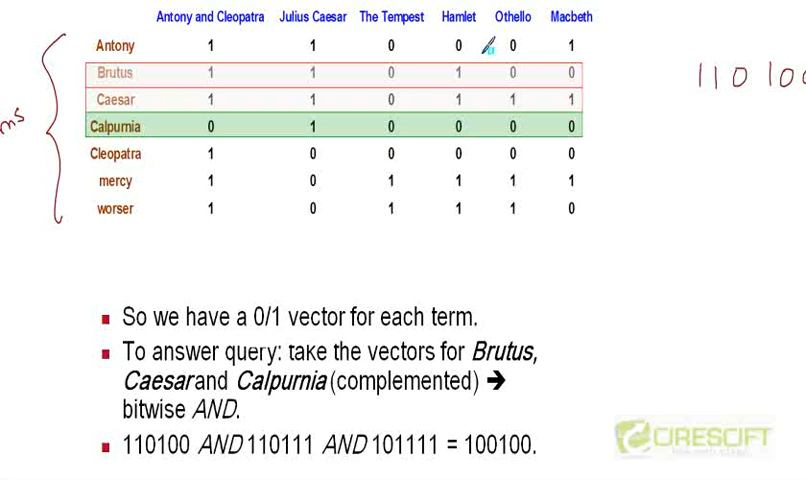 Antony and Cleopatra Julius Caesar The Tempest Hamlet Othello Macbeth
Antony 1 1 0 0 0 1
Brutus 1 1 0 1 0 0
Caesar 1 1 0 1 1 1
Calpurnia 0 1 0 0 0 0
Cleopatra 1 0 0 0 0 0
mercy 1 0 1 1 1 1
worser 1 0 1 1 1 0
ms
110 100
So we have a 0/1 vector for each term.
To answer query: take the vectors for Brutus,
Caesar and Calpurnia (complemented) ➔
bitwise AND.
110100 AND 110111 AND 101111 = 100100.